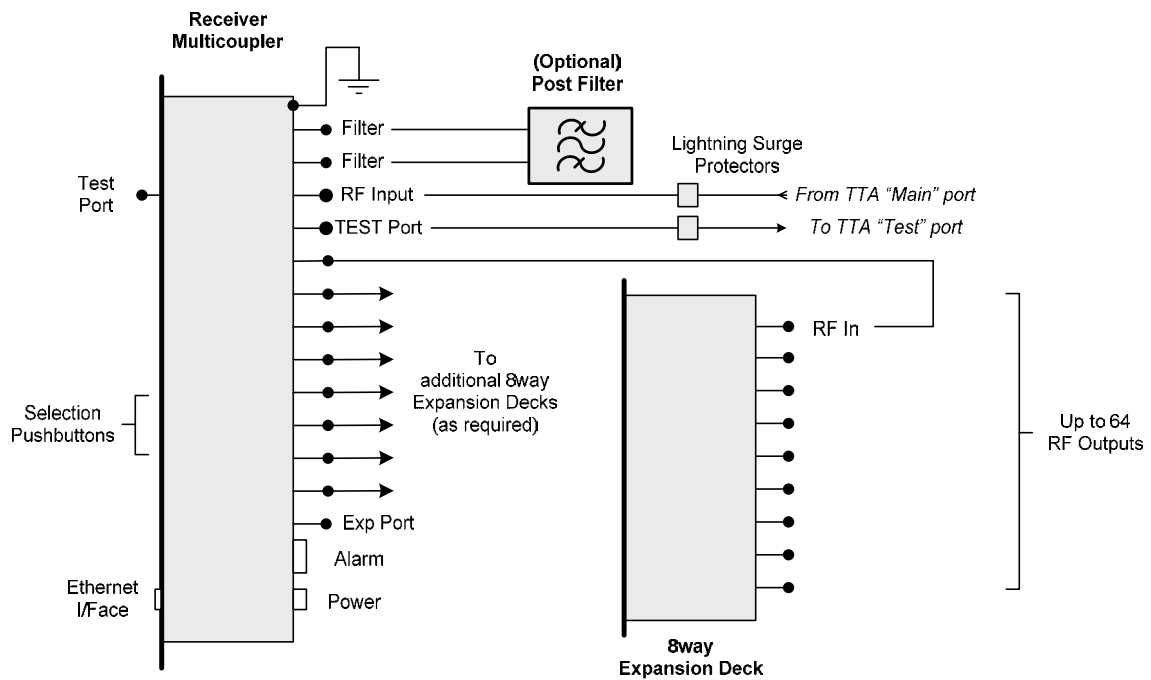 Receiver
Multicoupler
(Optional)
Post Filter
Filter
Filter
Lightning Surge
Protectors
Test
Port
RF Input
From TTA “Main” port
TEST Port
To TTA “Test” port
RF In
To
additional 8way
Expansion Decks
(as required)
Selection
Pushbuttons
Up to 64
RF Outputs
Exp Port
Alarm
Ethernet
I/Face
Power
8way
Expansion Deck